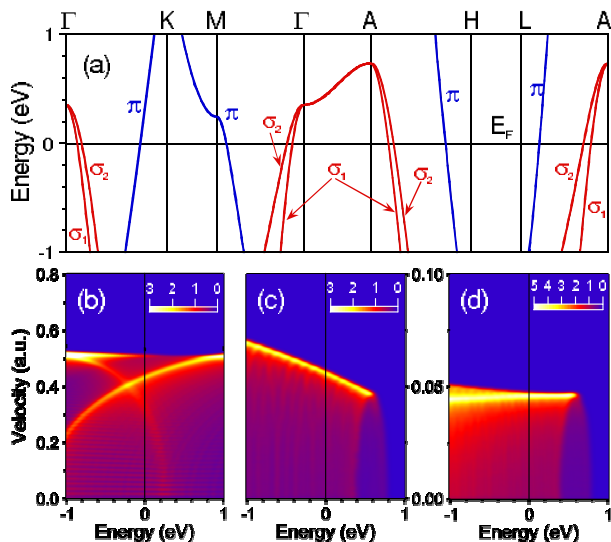 Γ K M Γ A H L A
1 (a)
π π σ₂ π π
Energy (eV)
0 E_F
σ₂ σ₁ σ₂ σ₂
σ₁ σ₁
-1
0.8 (b) 3 2 1 0 (c) 3 2 1 0 0.10 (d) 5 4 3 2 1 0
0.6
Velocity (a.u.)
0.4 0.05
0.2
0.0 0.00
-1 0 1 -1 0 1 -1 0 1
Energy (eV) Energy (eV) Energy (eV)